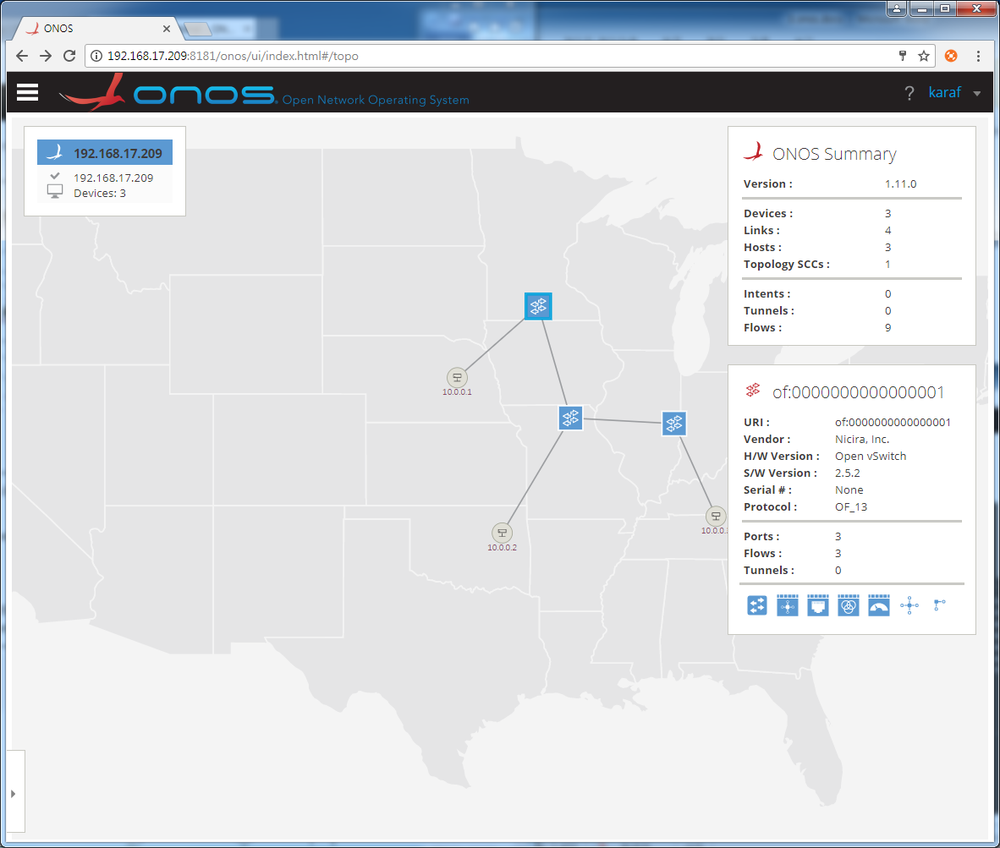 ONOS
192.168.17.209:8181/onos/ui/index.html#/topo
onos. Open Network Operating System
? karaf
192.168.17.209
192.168.17.209
Devices: 3
10.0.0.1
10.0.0.2
10.0.0.
ONOS Summary
Version : 1.11.0
Devices : 3
Links : 4
Hosts : 3
Topology SCCs : 1
Intents : 0
Tunnels : 0
Flows : 9
of:0000000000000001
URI : of:0000000000000001
Vendor : Nicira, Inc.
H/W Version : Open vSwitch
S/W Version : 2.5.2
Serial # : None
Protocol : OF_13
Ports : 3
Flows : 3
Tunnels : 0